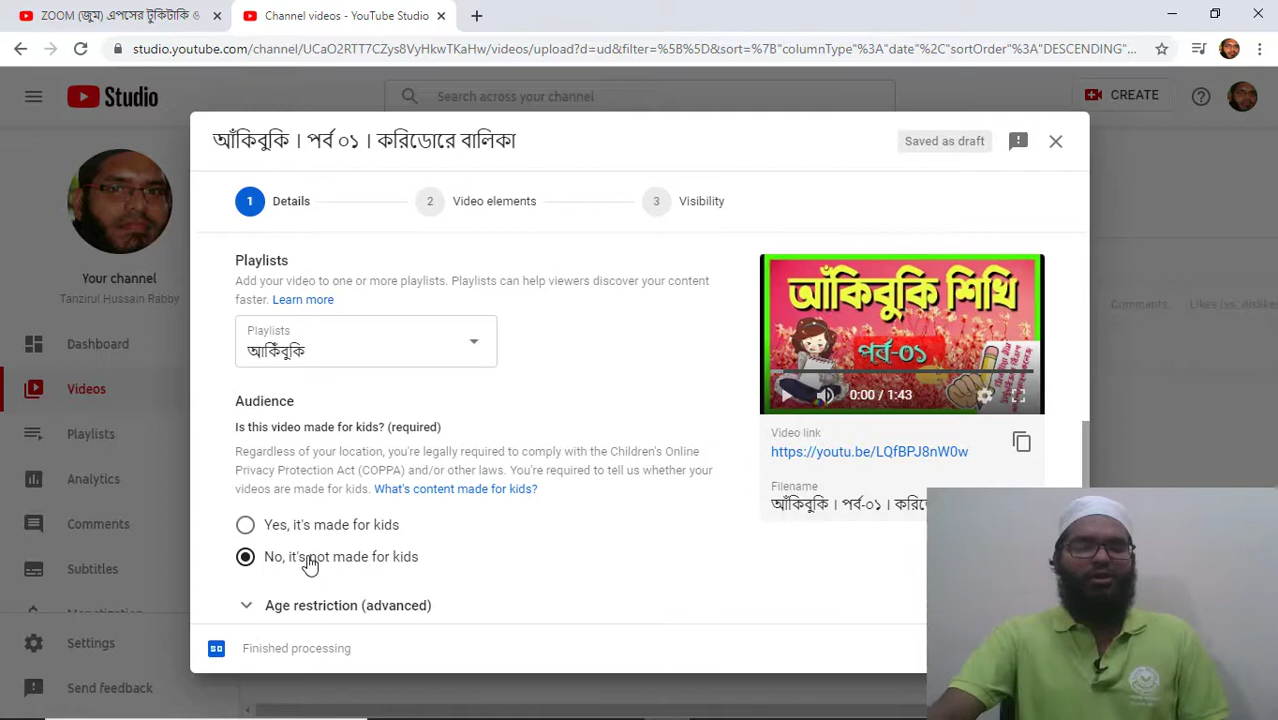 ZOOM (জুম) এপসের টুকিটাকি ও
Channel videos - YouTube Studio
studio.youtube.com/channel/UCaO2RTT7CZys8VyHkwTKaHw/videos/upload?d=ud&filter=%5B%5D&sort=%7B"columnType"%3A"date"%2C"sortOrder"%3A"DESCENDING"...
Studio
Search across your channel
CREATE
আঁকিবুকি । পর্ব ০১ । করিডোরে বালিকা
Saved as draft
1 Details
2 Video elements
3 Visibility
Your channel
Tanzirul Hussain Rabby
Dashboard
Videos
Playlists
Analytics
Comments
Subtitles
Monetization
Settings
Send feedback
Playlists
Add your video to one or more playlists. Playlists can help viewers discover your content
faster. Learn more
Playlists
আকিঁবুকি
Audience
Is this video made for kids? (required)
Regardless of your location, you're legally required to comply with the Children's Online
Privacy Protection Act (COPPA) and/or other laws. You're required to tell us whether your
videos are made for kids. What's content made for kids?
Yes, it's made for kids
No, it's not made for kids
Age restriction (advanced)
SD Finished processing
আঁকিবুকি শিখি
পর্ব-০১
0:00 / 1:43
Video link
https://youtu.be/LQfBPJ8nW0w
Filename
আঁকিবুকি । পর্ব-০১ ।
Comments
Likes (vs. dislikes